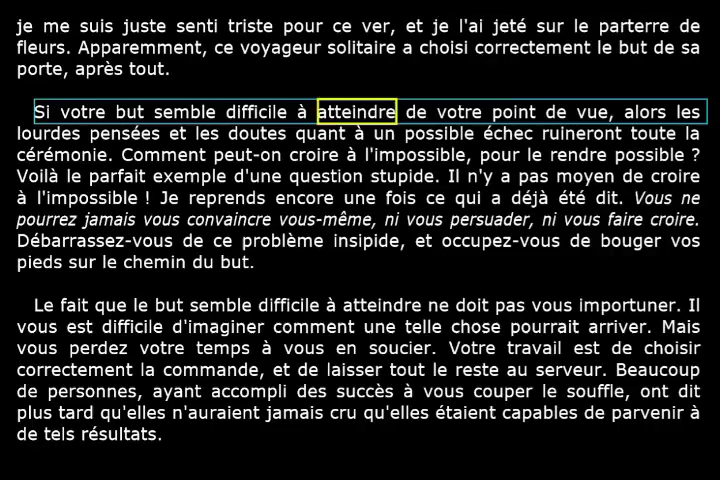 je me suis juste senti triste pour ce ver, et je l'ai jeté sur le parterre de
fleurs. Apparemment, ce voyageur solitaire a choisi correctement le but de sa
porte, après tout.
Si votre but semble difficile à atteindre de votre point de vue, alors les
lourdes pensées et les doutes quant à un possible échec ruineront toute la
cérémonie. Comment peut-on croire à l'impossible, pour le rendre possible ?
Voilà le parfait exemple d'une question stupide. Il n'y a pas moyen de croire
à l'impossible ! Je reprends encore une fois ce qui a déjà été dit. Vous ne
pourrez jamais vous convaincre vous-même, ni vous persuader, ni vous faire croire.
Débarrassez-vous de ce problème insipide, et occupez-vous de bouger vos
pieds sur le chemin du but.
Le fait que le but semble difficile à atteindre ne doit pas vous importuner. Il
vous est difficile d'imaginer comment une telle chose pourrait arriver. Mais
vous perdez votre temps à vous en soucier. Votre travail est de choisir
correctement la commande, et de laisser tout le reste au serveur. Beaucoup
de personnes, ayant accompli des succès à vous couper le souffle, ont dit
plus tard qu'elles n'auraient jamais cru qu'elles étaient capables de parvenir à
de tels résultats.